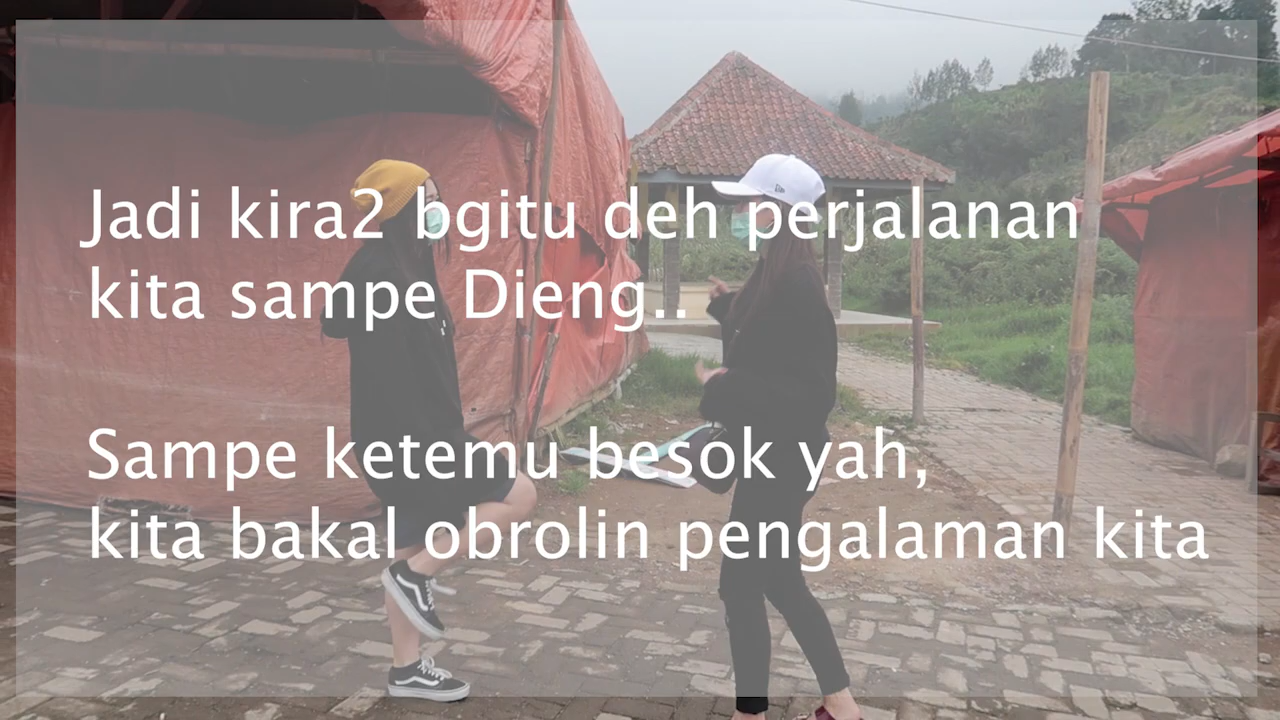 Jadi kira2 bgitu deh perjalanan
kita sampe Dieng..
Sampe ketemu besok yah,
kita bakal obrolin pengalaman kita